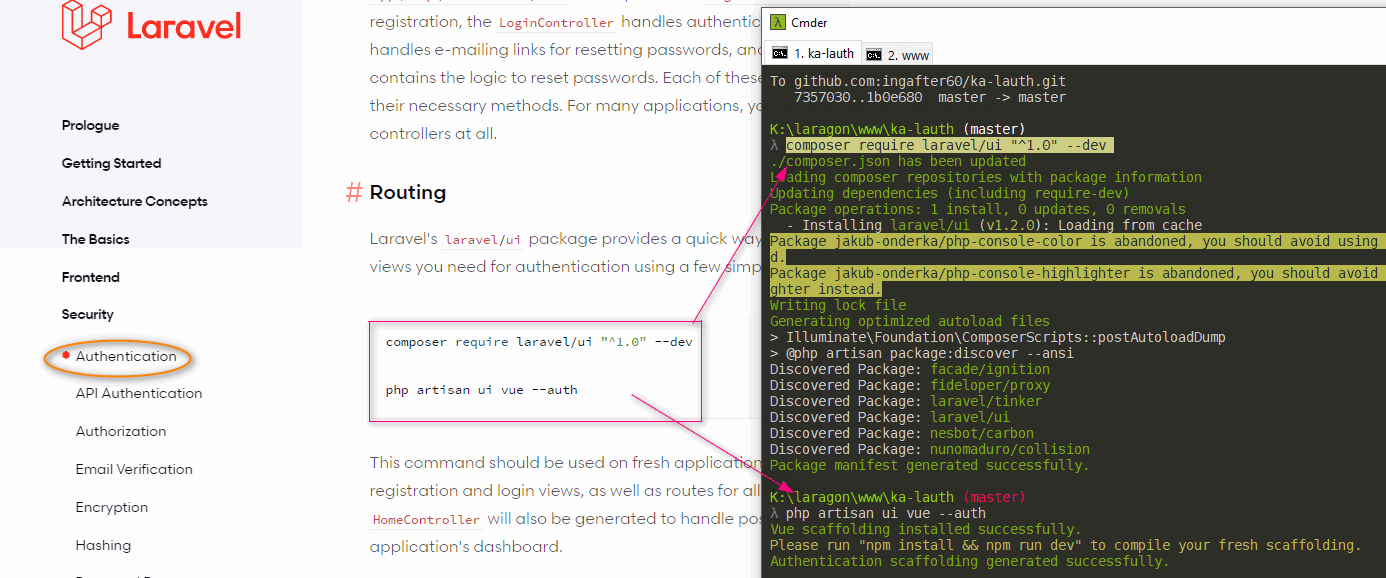 Laravel
Prologue
Getting Started
Architecture Concepts
The Basics
Frontend
Security
Authentication
API Authentication
Authorization
Email Verification
Encryption
Hashing
registration, the LoginController handles authentic
handles e-mailing links for resetting passwords, and
contains the logic to reset passwords. Each of these
their necessary methods. For many applications, yo
controllers at all.
# Routing
Laravel's laravel/ui package provides a quick way
views you need for authentication using a few simp
composer require laravel/ui "^1.0" --dev
php artisan ui vue --auth
This command should be used on fresh application
registration and login views, as well as routes for all
HomeController will also be generated to handle pos
application's dashboard.
Cmder
1. ka-lauth
2. www
To github.com:ingafter60/ka-lauth.git
7357030..1b0e680  master -> master
K:\laragon\www\ka-lauth (master)
λ composer require laravel/ui "^1.0" --dev
./composer.json has been updated
Loading composer repositories with package information
Updating dependencies (including require-dev)
Package operations: 1 install, 0 updates, 0 removals
- Installing laravel/ui (v1.2.0): Loading from cache
Package jakub-onderka/php-console-color is abandoned, you should avoid using
d.
Package jakub-onderka/php-console-highlighter is abandoned, you should avoid
ghter instead.
Writing lock file
Generating optimized autoload files
> Illuminate\Foundation\ComposerScripts::postAutoloadDump
> @php artisan package:discover --ansi
Discovered Package: facade/ignition
Discovered Package: fideloper/proxy
Discovered Package: laravel/tinker
Discovered Package: laravel/ui
Discovered Package: nesbot/carbon
Discovered Package: nunomaduro/collision
Package manifest generated successfully.
K:\laragon\www\ka-lauth (master)
λ php artisan ui vue --auth
Vue scaffolding installed successfully.
Please run "npm install && npm run dev" to compile your fresh scaffolding.
Authentication scaffolding generated successfully.